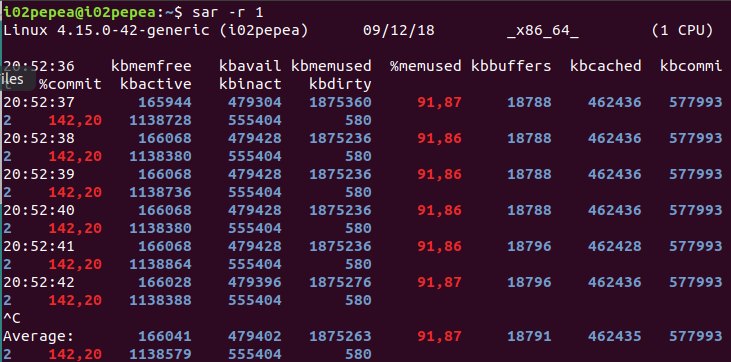 i02pepea@i02pepea:~$ sar -r 1
Linux 4.15.0-42-generic (i02pepea) 09/12/18 _x86_64_ (1 CPU)
20:52:36 kbmemfree kbavail kbmemused %memused kbbuffers kbcached kbcommi
iles %commit kbactive kbinact kbdirty
20:52:37 165944 479304 1875360 91,87 18788 462436 577993
2 142,20 1138728 555404 580
20:52:38 166068 479428 1875236 91,86 18788 462436 577993
2 142,20 1138380 555404 580
20:52:39 166068 479428 1875236 91,86 18788 462436 577993
2 142,20 1138736 555404 580
20:52:40 166068 479428 1875236 91,86 18788 462436 577993
2 142,20 1138380 555404 580
20:52:41 166068 479428 1875236 91,86 18796 462428 577993
2 142,20 1138864 555404 580
20:52:42 166028 479396 1875276 91,87 18796 462436 577993
2 142,20 1138388 555404 580
^C
Average: 166041 479402 1875263 91,87 18791 462435 577993
2 142,20 1138579 555404 580